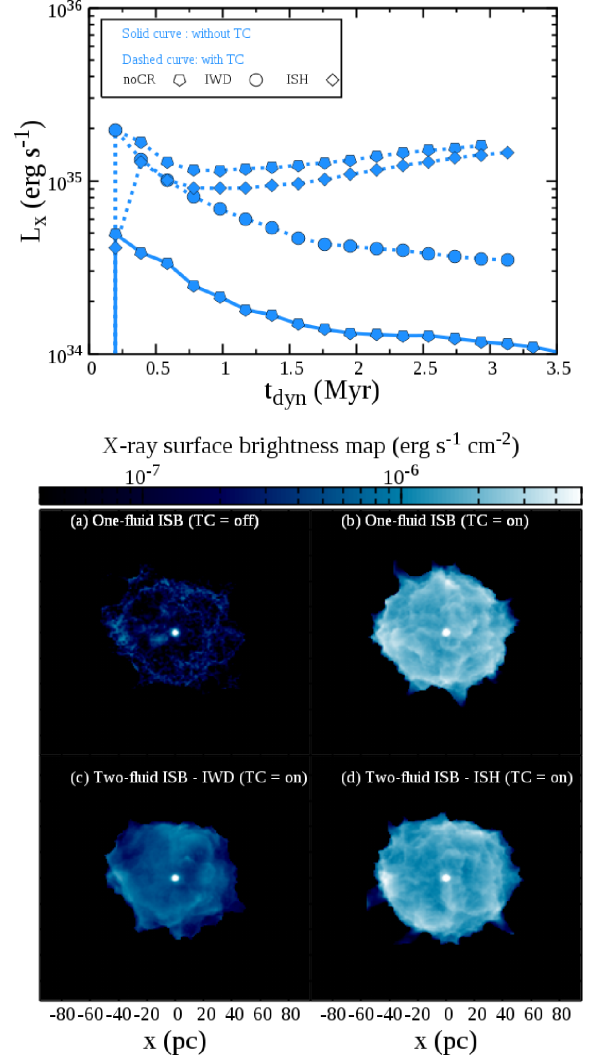 10^36
Solid curve : without TC
Dashed curve: with TC
noCR IWD ISH
10^35
L_x (erg s^-1)
10^34
0 0.5 1 1.5 2 2.5 3 3.5
t_dyn (Myr)
X-ray surface brightness map (erg s^-1 cm^-2)
10^-7 10^-6
(a) One-fluid ISB (TC = off) (b) One-fluid ISB (TC = on)
(c) Two-fluid ISB - IWD (TC = on) (d) Two-fluid ISB - ISH (TC = on)
-80 -60 -40 -20 0 20 40 60 80 -80 -60 -40 -20 0 20 40 60 80
x (pc) x (pc)